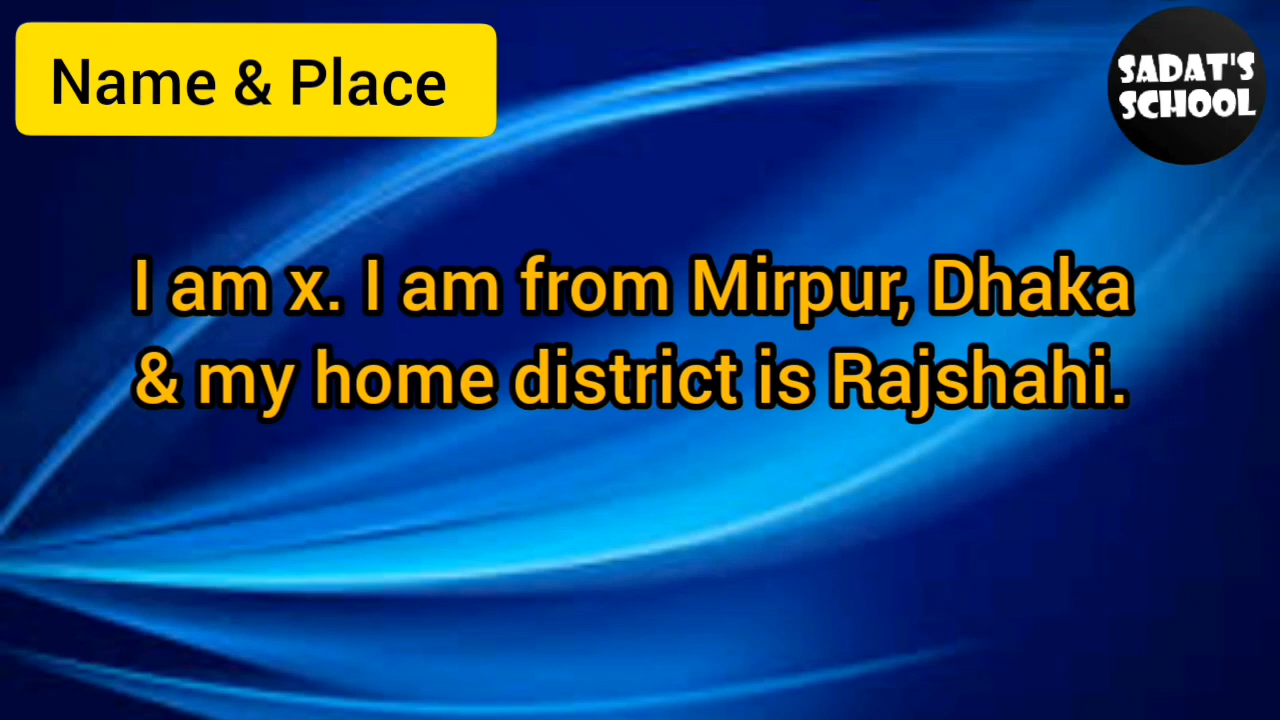 Name & Place
SADAT'S
SCHOOL
I am x. I am from Mirpur, Dhaka
& my home district is Rajshahi.